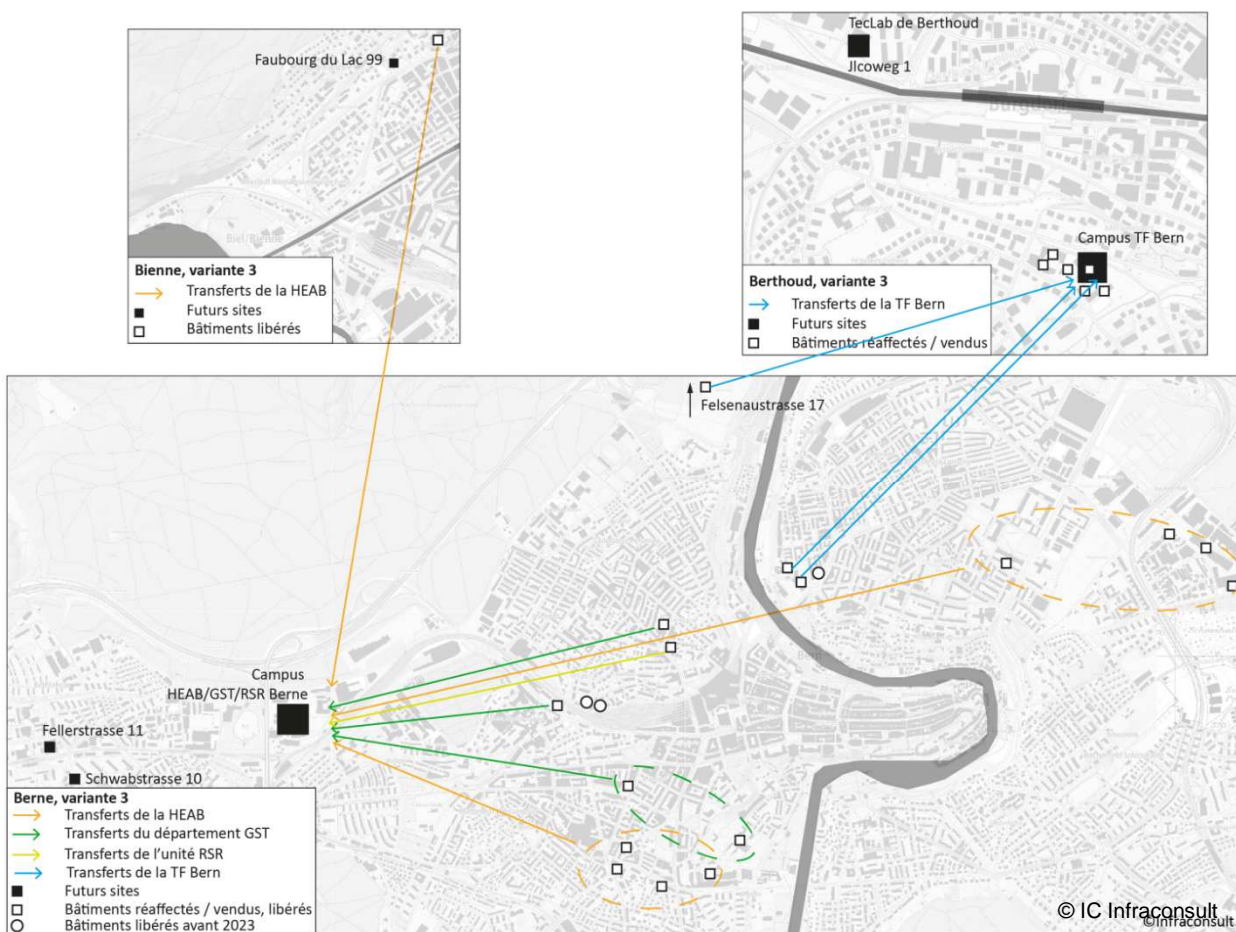 Faubourg du Lac 99
Biel/Bienne
Bienne, variante 3
Transferts de la HEAB
Futurs sites
Bâtiments libérés
TecLab de Berthoud
Jlcoweg 1
Burgdorf
Campus TF Bern
Berthoud, variante 3
Transferts de la TF Bern
Futurs sites
Bâtiments réaffectés / vendus
Felsenaustrasse 17
Campus
HEAB/GST/RSR Berne
Fellerstrasse 11
Schwabstrasse 10
Bern
Berne, variante 3
Transferts de la HEAB
Transferts du département GST
Transferts de l'unité RSR
Transferts de la TF Bern
Futurs sites
Bâtiments réaffectés / vendus, libérés
Bâtiments libérés avant 2023
© IC Infraconsult
©Infraconsult